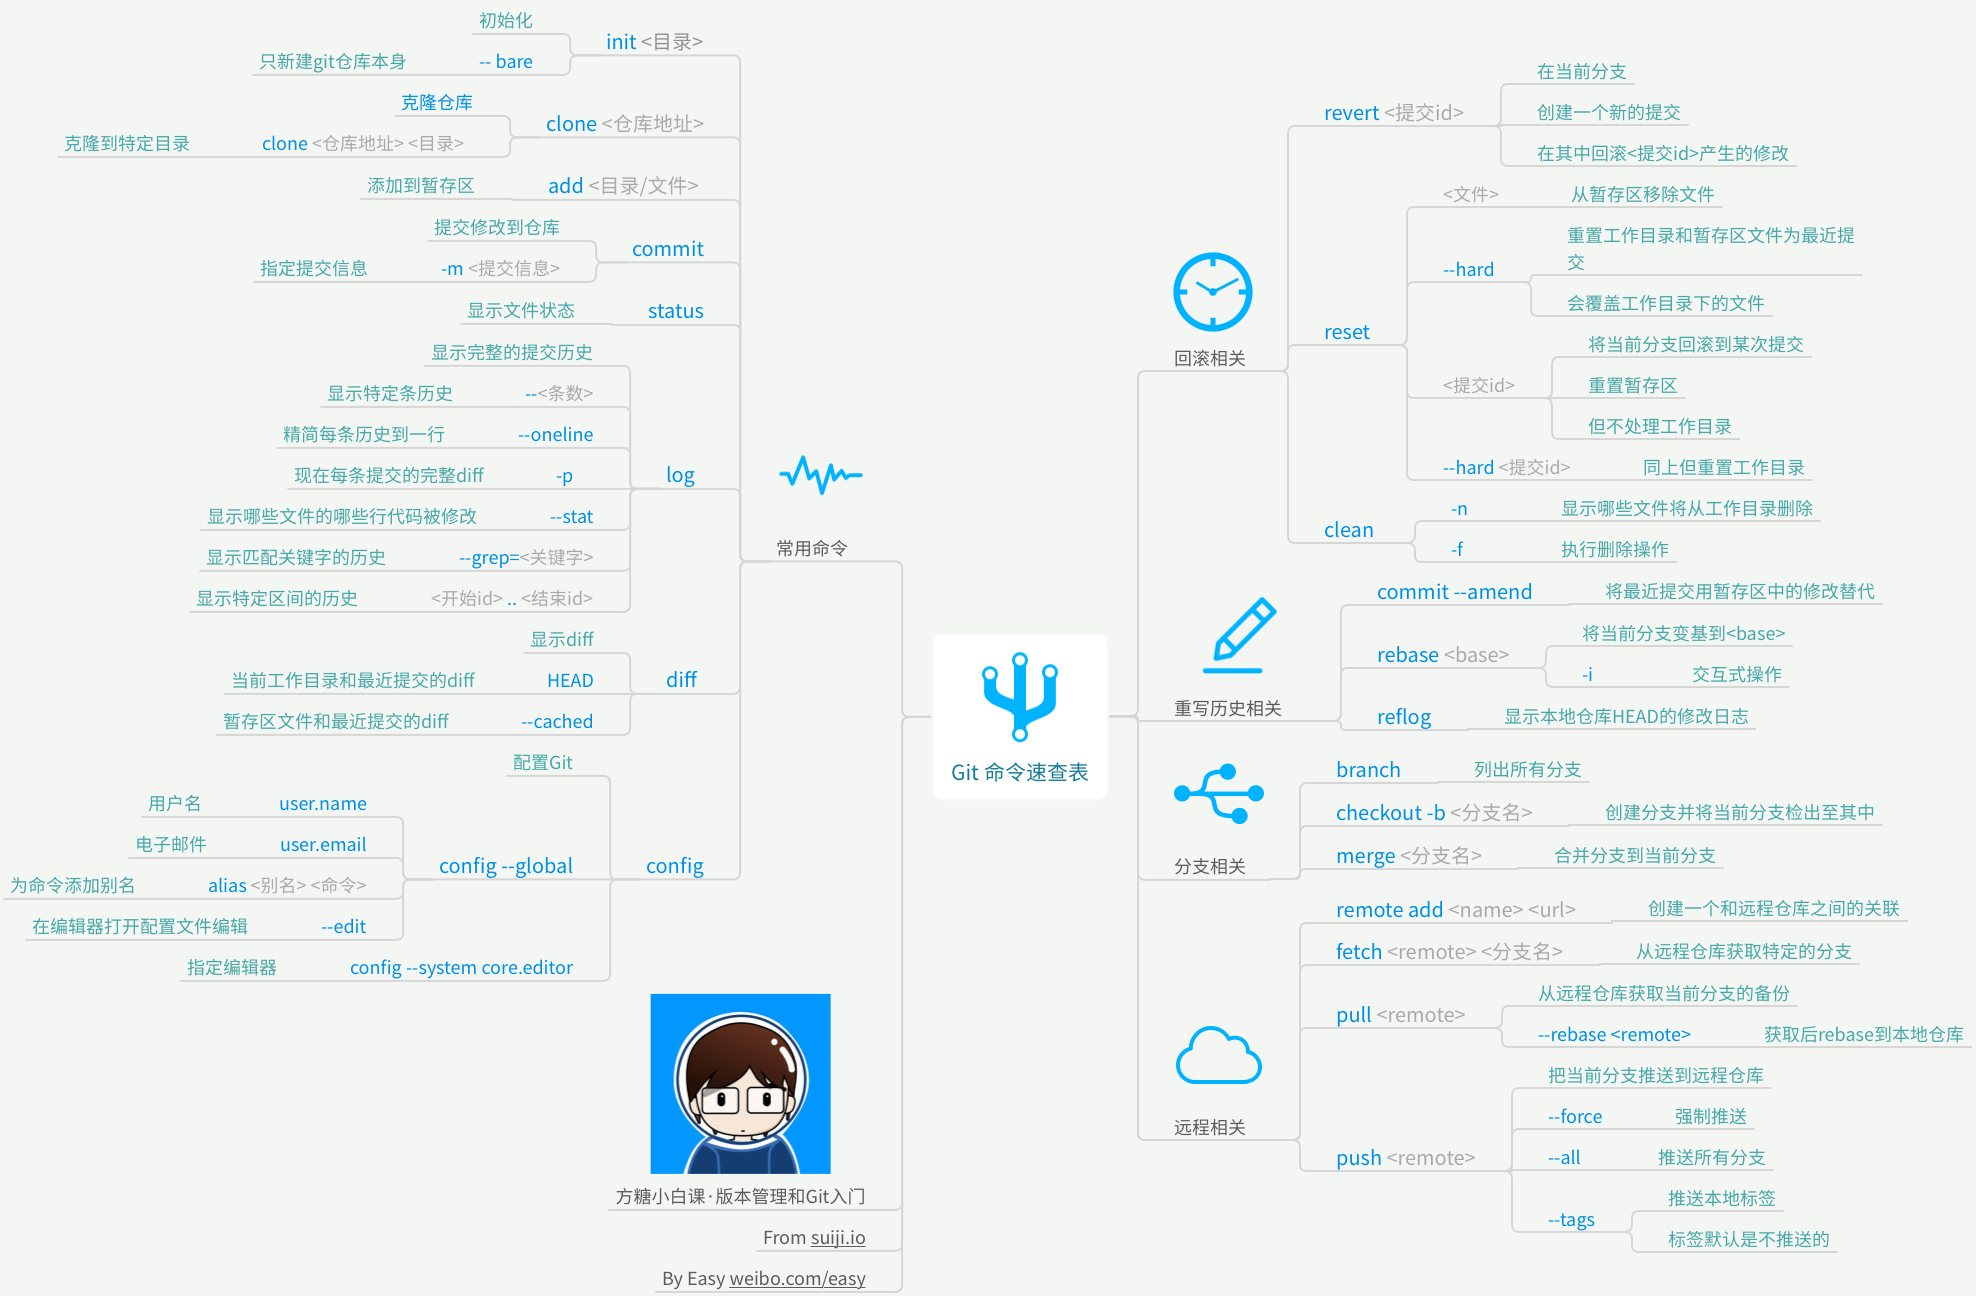 Git 命令速查表
常用命令
init <目录>
初始化
-- bare
只新建git仓库本身
clone <仓库地址>
克隆仓库
clone <仓库地址> <目录>
克隆到特定目录
add <目录/文件>
添加到暂存区
commit
提交修改到仓库
-m <提交信息>
指定提交信息
status
显示文件状态
log
显示完整的提交历史
--<条数>
显示特定条历史
--oneline
精简每条历史到一行
-p
现在每条提交的完整diff
--stat
显示哪些文件的哪些行代码被修改
--grep=<关键字>
显示匹配关键字的历史
<开始id> .. <结束id>
显示特定区间的历史
diff
显示diff
HEAD
当前工作目录和最近提交的diff
--cached
暂存区文件和最近提交的diff
config
配置Git
config --global
user.name
用户名
user.email
电子邮件
alias <别名> <命令>
为命令添加别名
--edit
在编辑器打开配置文件编辑
config --system core.editor
指定编辑器
方糖小白课·版本管理和Git入门
From suiji.io
By Easy weibo.com/easy
回滚相关
revert <提交id>
在当前分支
创建一个新的提交
在其中回滚<提交id>产生的修改
reset
<文件>
从暂存区移除文件
--hard
重置工作目录和暂存区文件为最近提
交
会覆盖工作目录下的文件
<提交id>
将当前分支回滚到某次提交
重置暂存区
但不处理工作目录
--hard <提交id>
同上但重置工作目录
clean
-n
显示哪些文件将从工作目录删除
-f
执行删除操作
重写历史相关
commit --amend
将最近提交用暂存区中的修改替代
rebase <base>
将当前分支变基到<base>
-i
交互式操作
reflog
显示本地仓库HEAD的修改日志
分支相关
branch
列出所有分支
checkout -b <分支名>
创建分支并将当前分支检出至其中
merge <分支名>
合并分支到当前分支
远程相关
remote add <name> <url>
创建一个和远程仓库之间的关联
fetch <remote> <分支名>
从远程仓库获取特定的分支
pull <remote>
从远程仓库获取当前分支的备份
--rebase <remote>
获取后rebase到本地仓库
push <remote>
把当前分支推送到远程仓库
--force
强制推送
--all
推送所有分支
--tags
推送本地标签
标签默认是不推送的